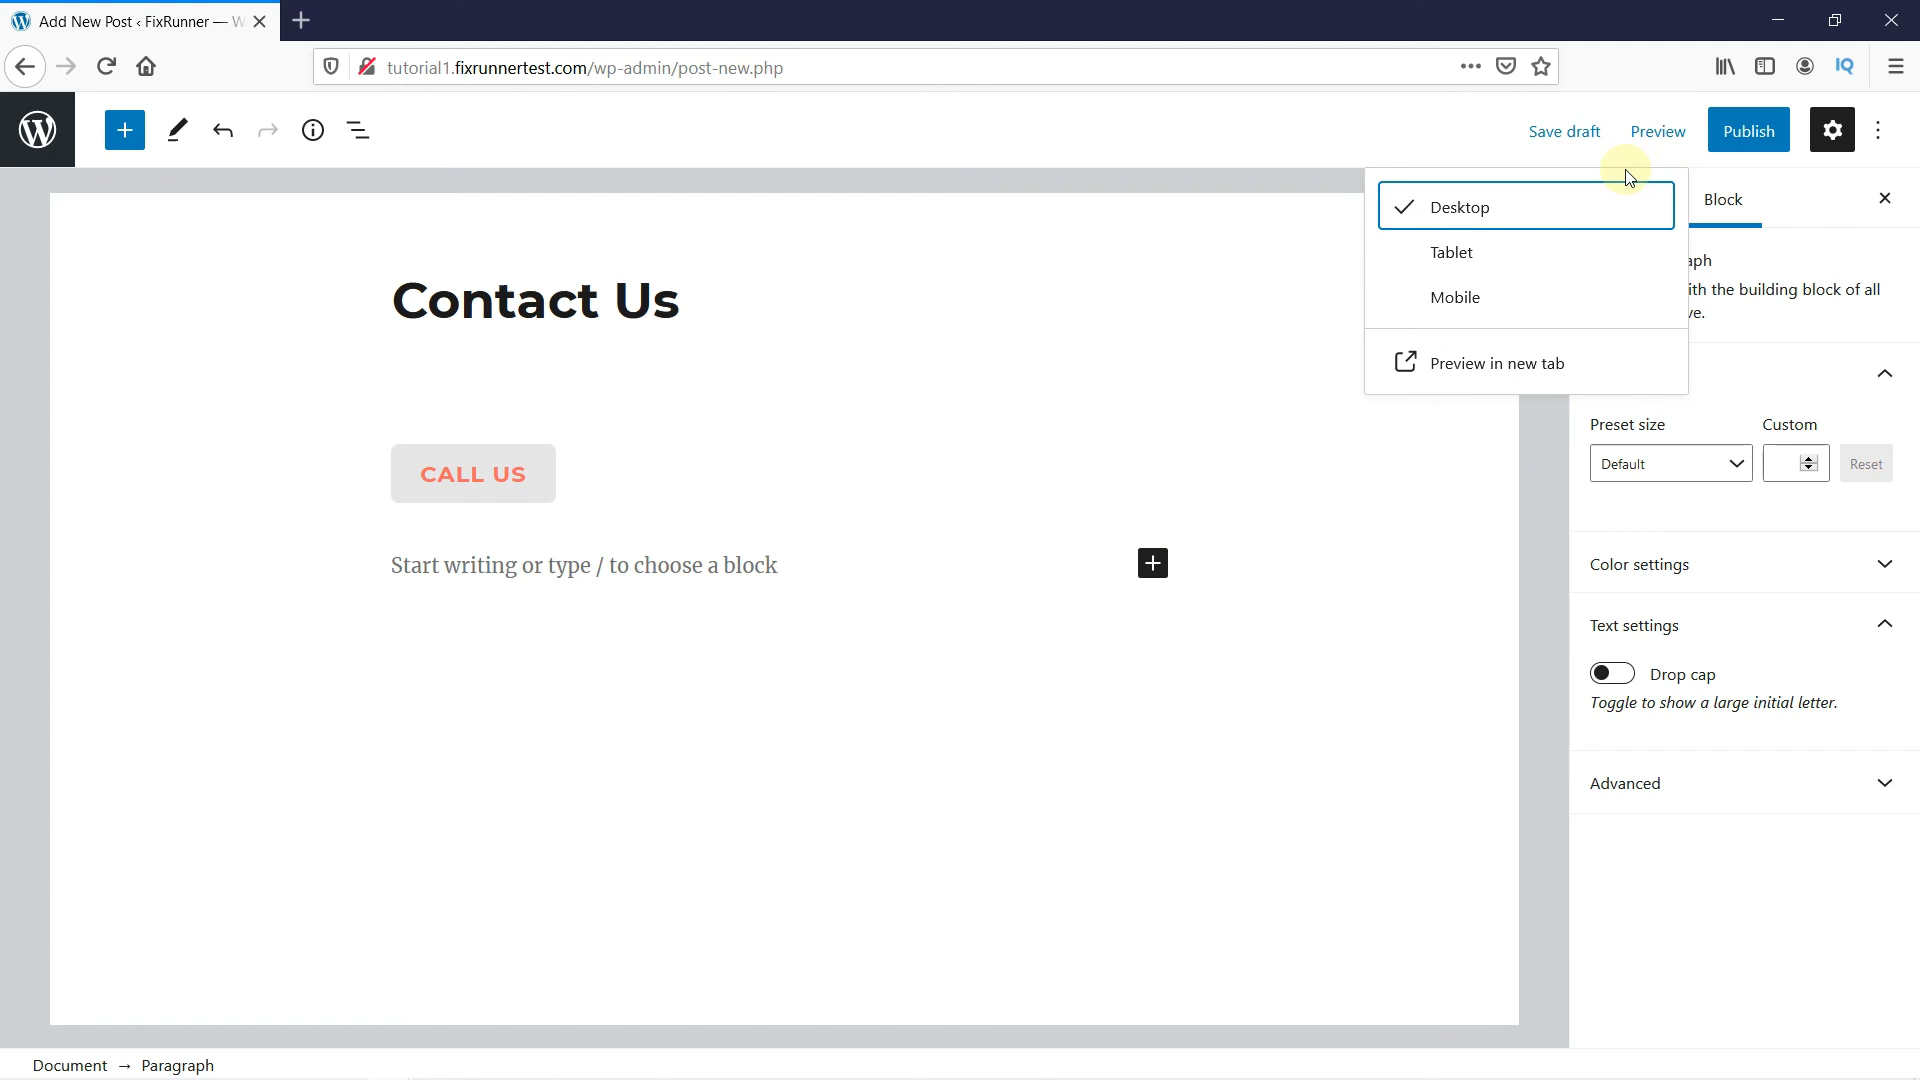 Add New Post ‹ FixRunner — W
tutorial1.fixrunnertest.com/wp-admin/post-new.php
IQ
Save draft
Preview
Publish
Desktop
Tablet
Mobile
Preview in new tab
Block
aph
ith the building block of all
ve.
Contact Us
CALL US
Start writing or type / to choose a block
Preset size
Custom
Default
Reset
Color settings
Text settings
Drop cap
Toggle to show a large initial letter.
Advanced
Document → Paragraph